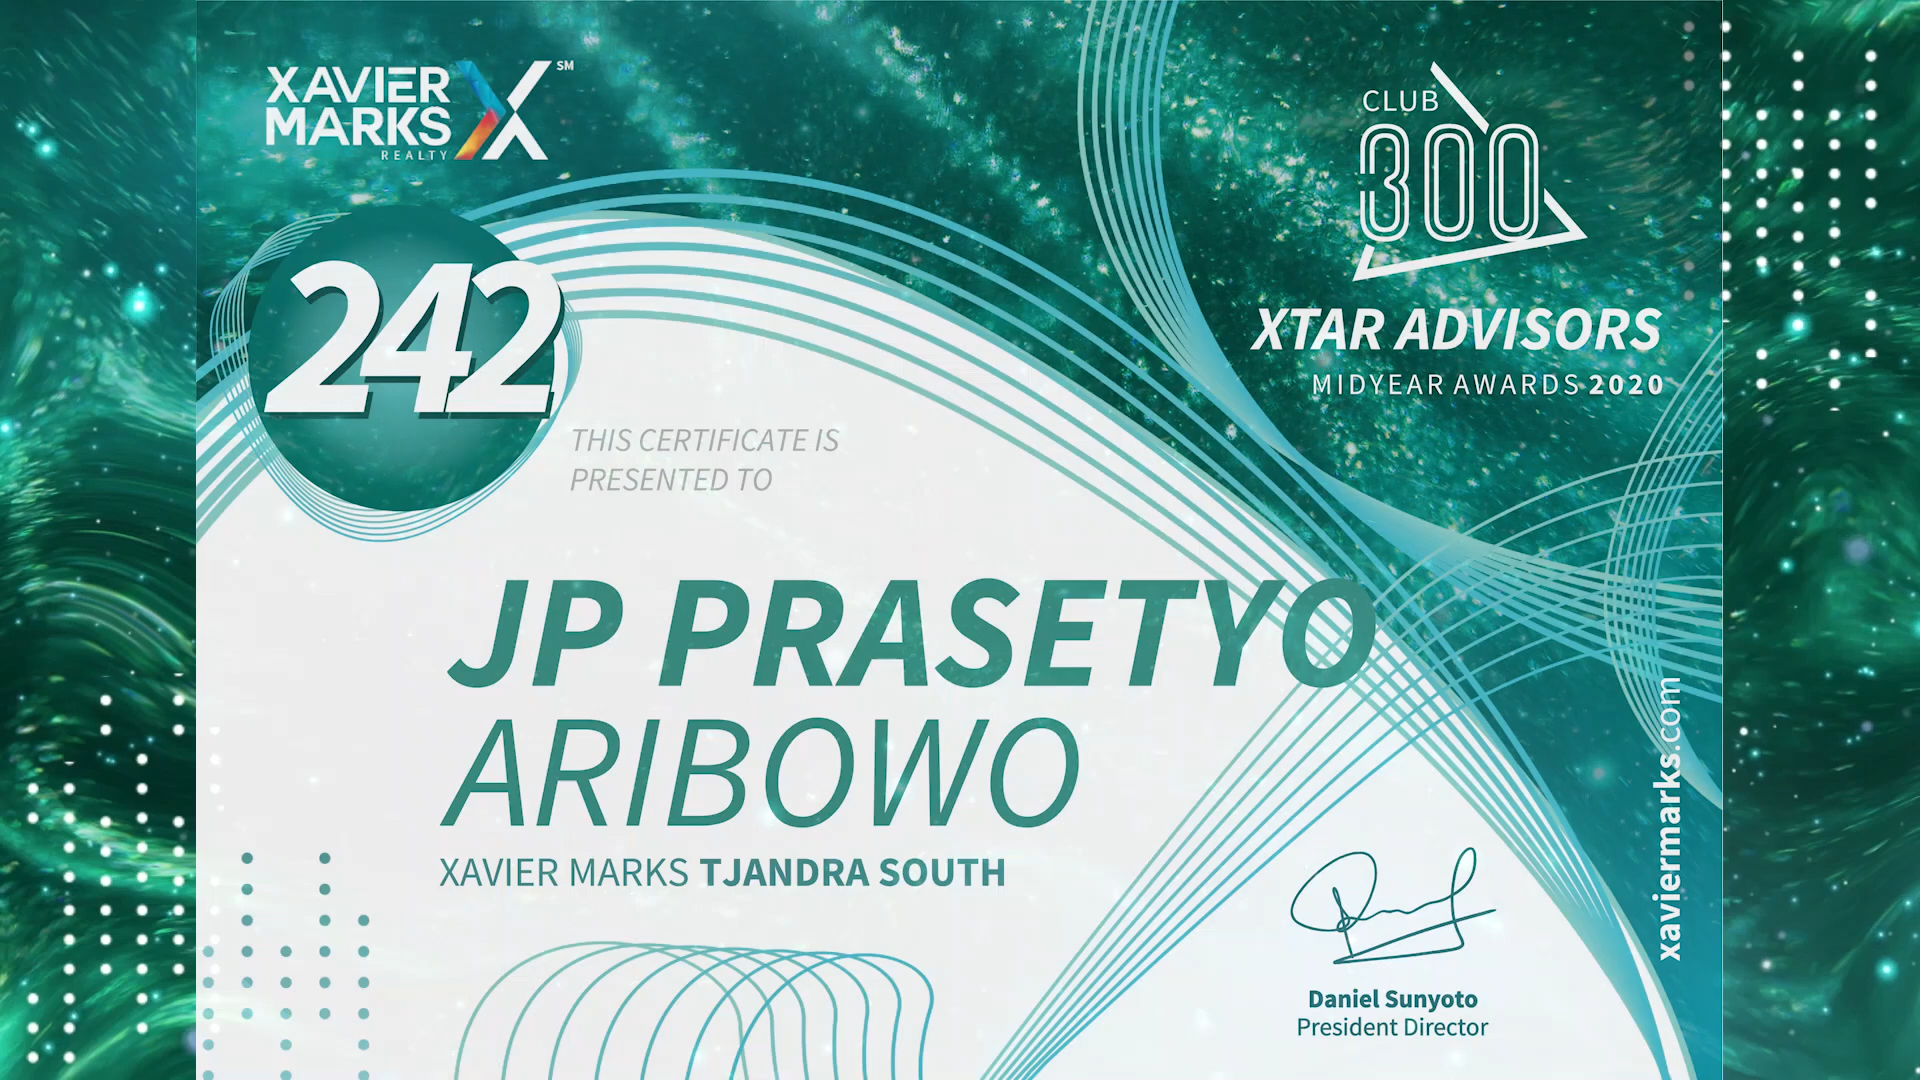 XAVIER
MARKS
REALTY
X SM
CLUB
300
XTAR ADVISORS
MIDYEAR AWARDS 2020
242
THIS CERTIFICATE IS
PRESENTED TO
JP PRASETYO
ARIBOWO
XAVIER MARKS TJANDRA SOUTH
Daniel Sunyoto
President Director
xaviermarks.com